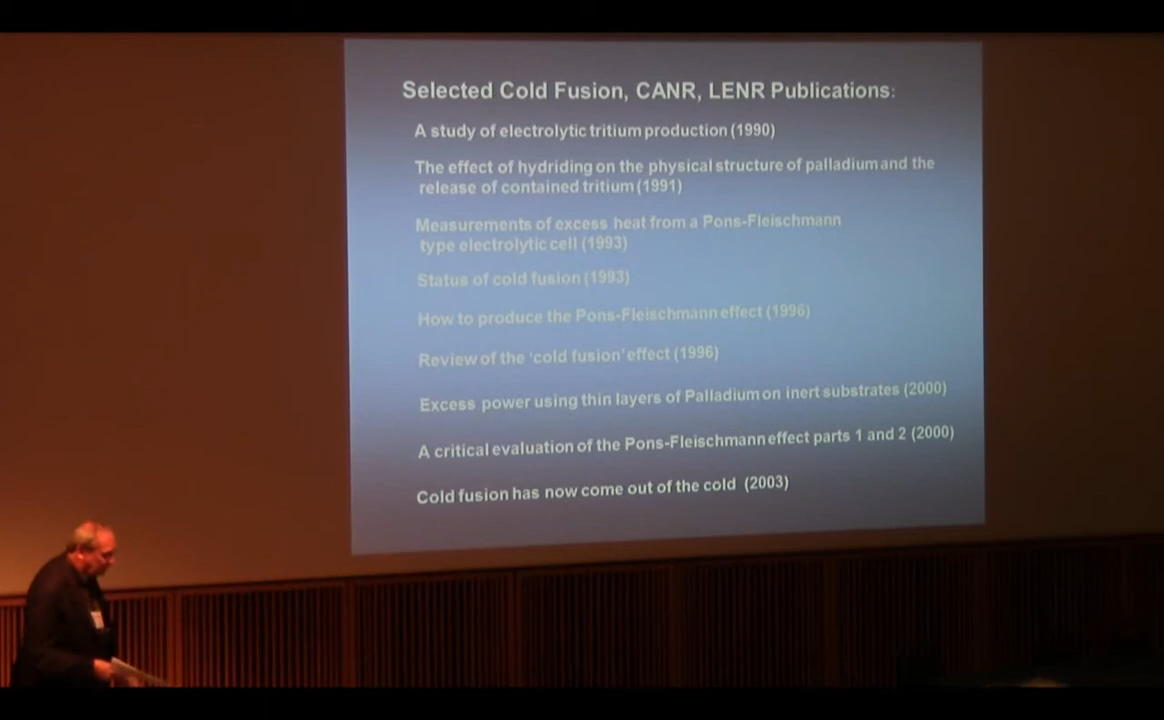 Selected Cold Fusion, CANR, LENR Publications:
A study of electrolytic tritium production (1990)
The effect of hydriding on the physical structure of palladium and the
release of contained tritium (1991)
Measurements of excess heat from a Pons-Fleischmann
type electrolytic cell (1993)
Status of cold fusion (1993)
How to produce the Pons-Fleischmann effect (1996)
Review of the 'cold fusion' effect (1996)
Excess power using thin layers of Palladium on inert substrates (2000)
A critical evaluation of the Pons-Fleischmann effect parts 1 and 2 (2000)
Cold fusion has now come out of the cold (2003)